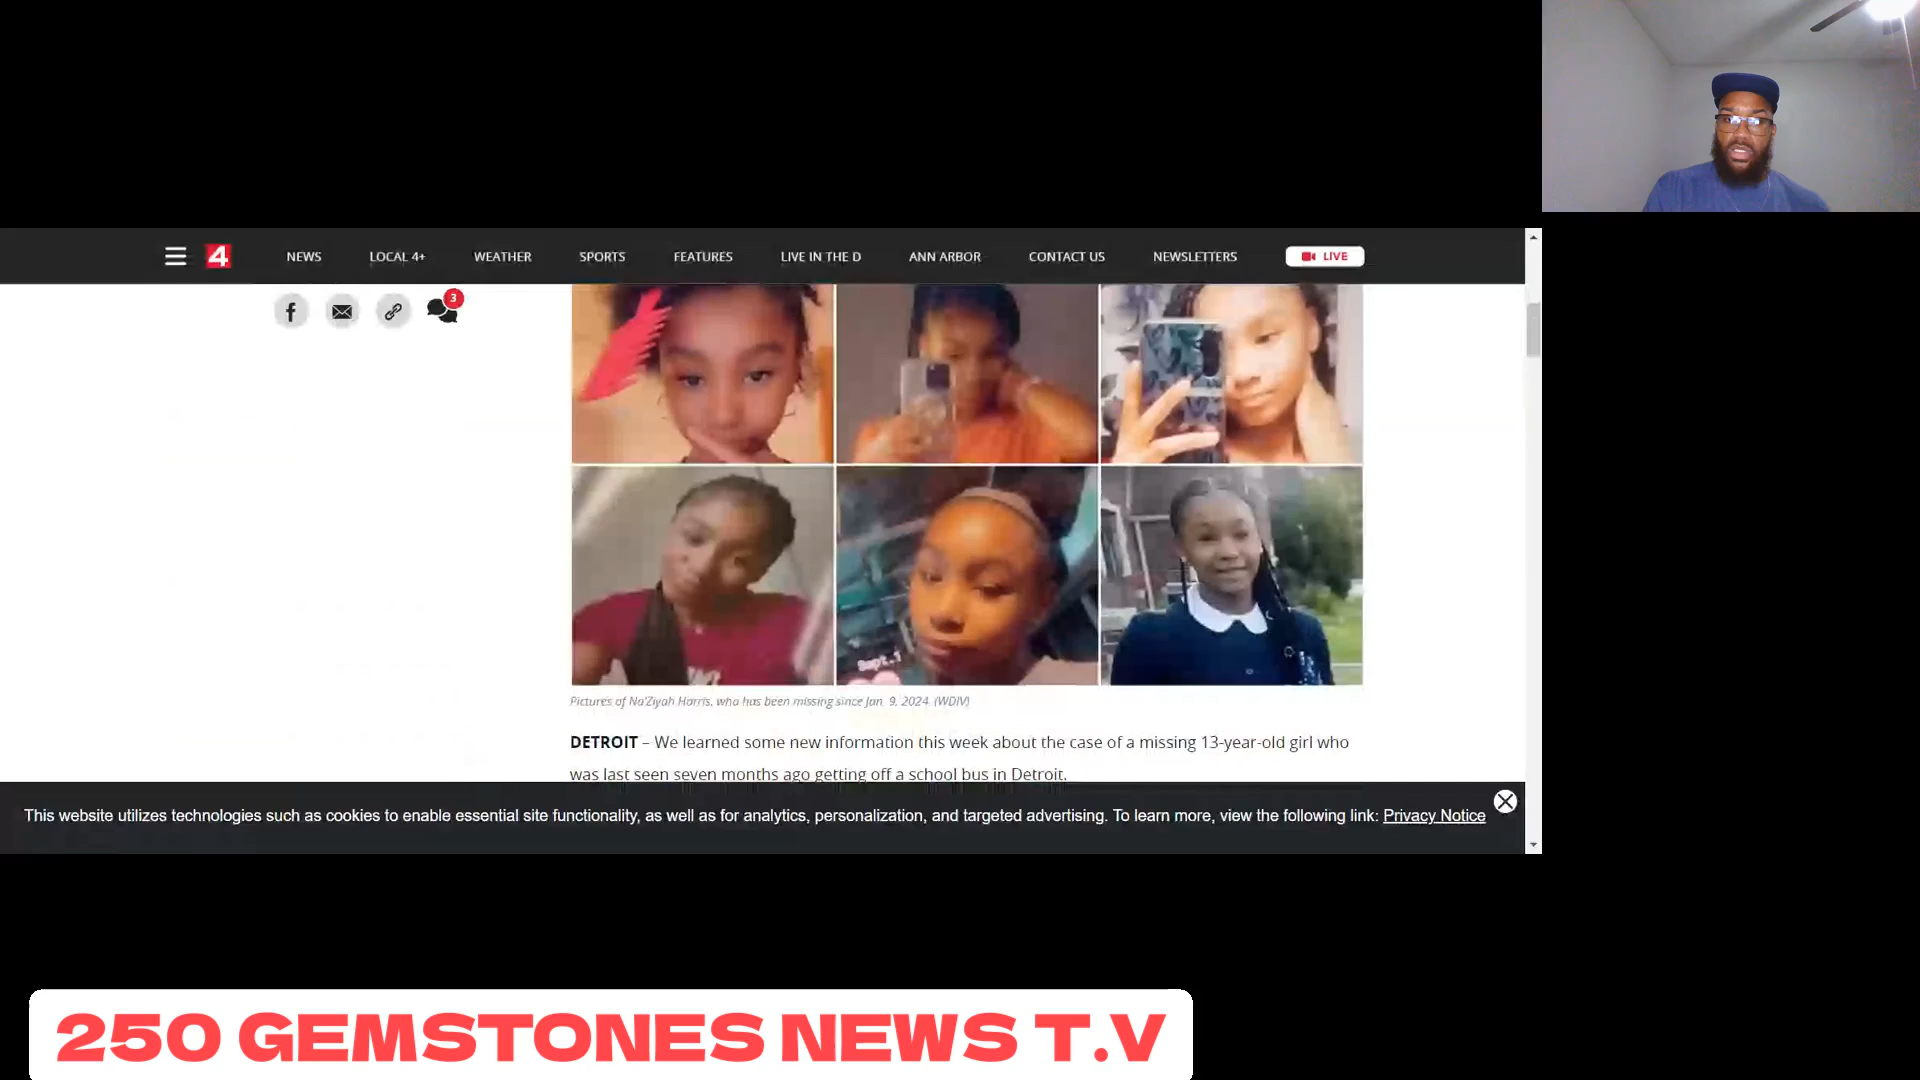 4 NEWS LOCAL 4+ WEATHER SPORTS FEATURES LIVE IN THE D ANN ARBOR CONTACT US NEWSLETTERS LIVE
3
Sept..1
Pictures of Na'Ziyah Harris, who has been missing since Jan. 9, 2024. (WDIV)
DETROIT – We learned some new information this week about the case of a missing 13-year-old girl who
was last seen seven months ago getting off a school bus in Detroit.
This website utilizes technologies such as cookies to enable essential site functionality, as well as for analytics, personalization, and targeted advertising. To learn more, view the following link: Privacy Notice
250 GEMSTONES NEWS T.V